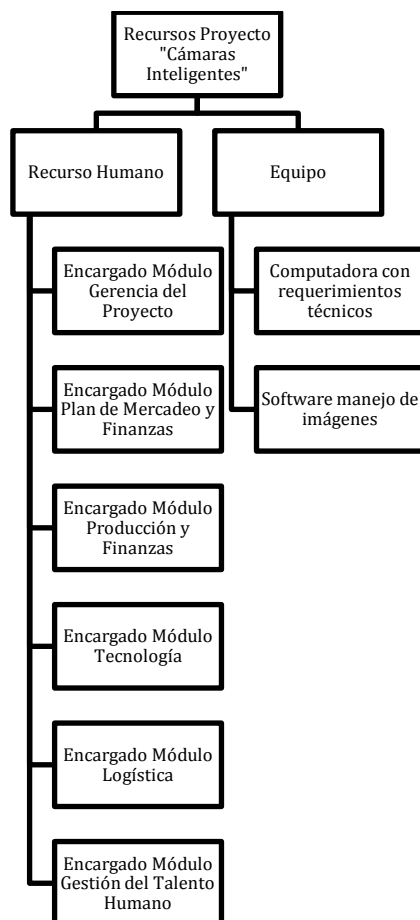 Recursos Proyecto
"Cámaras
Inteligentes"
Recurso Humano
Equipo
Encargado Módulo
Gerencia del
Proyecto
Encargado Módulo
Plan de Mercadeo y
Finanzas
Encargado Módulo
Producción y
Finanzas
Encargado Módulo
Tecnología
Encargado Módulo
Logística
Encargado Módulo
Gestión del Talento
Humano
Computadora con
requerimientos
técnicos
Software manejo de
imágenes